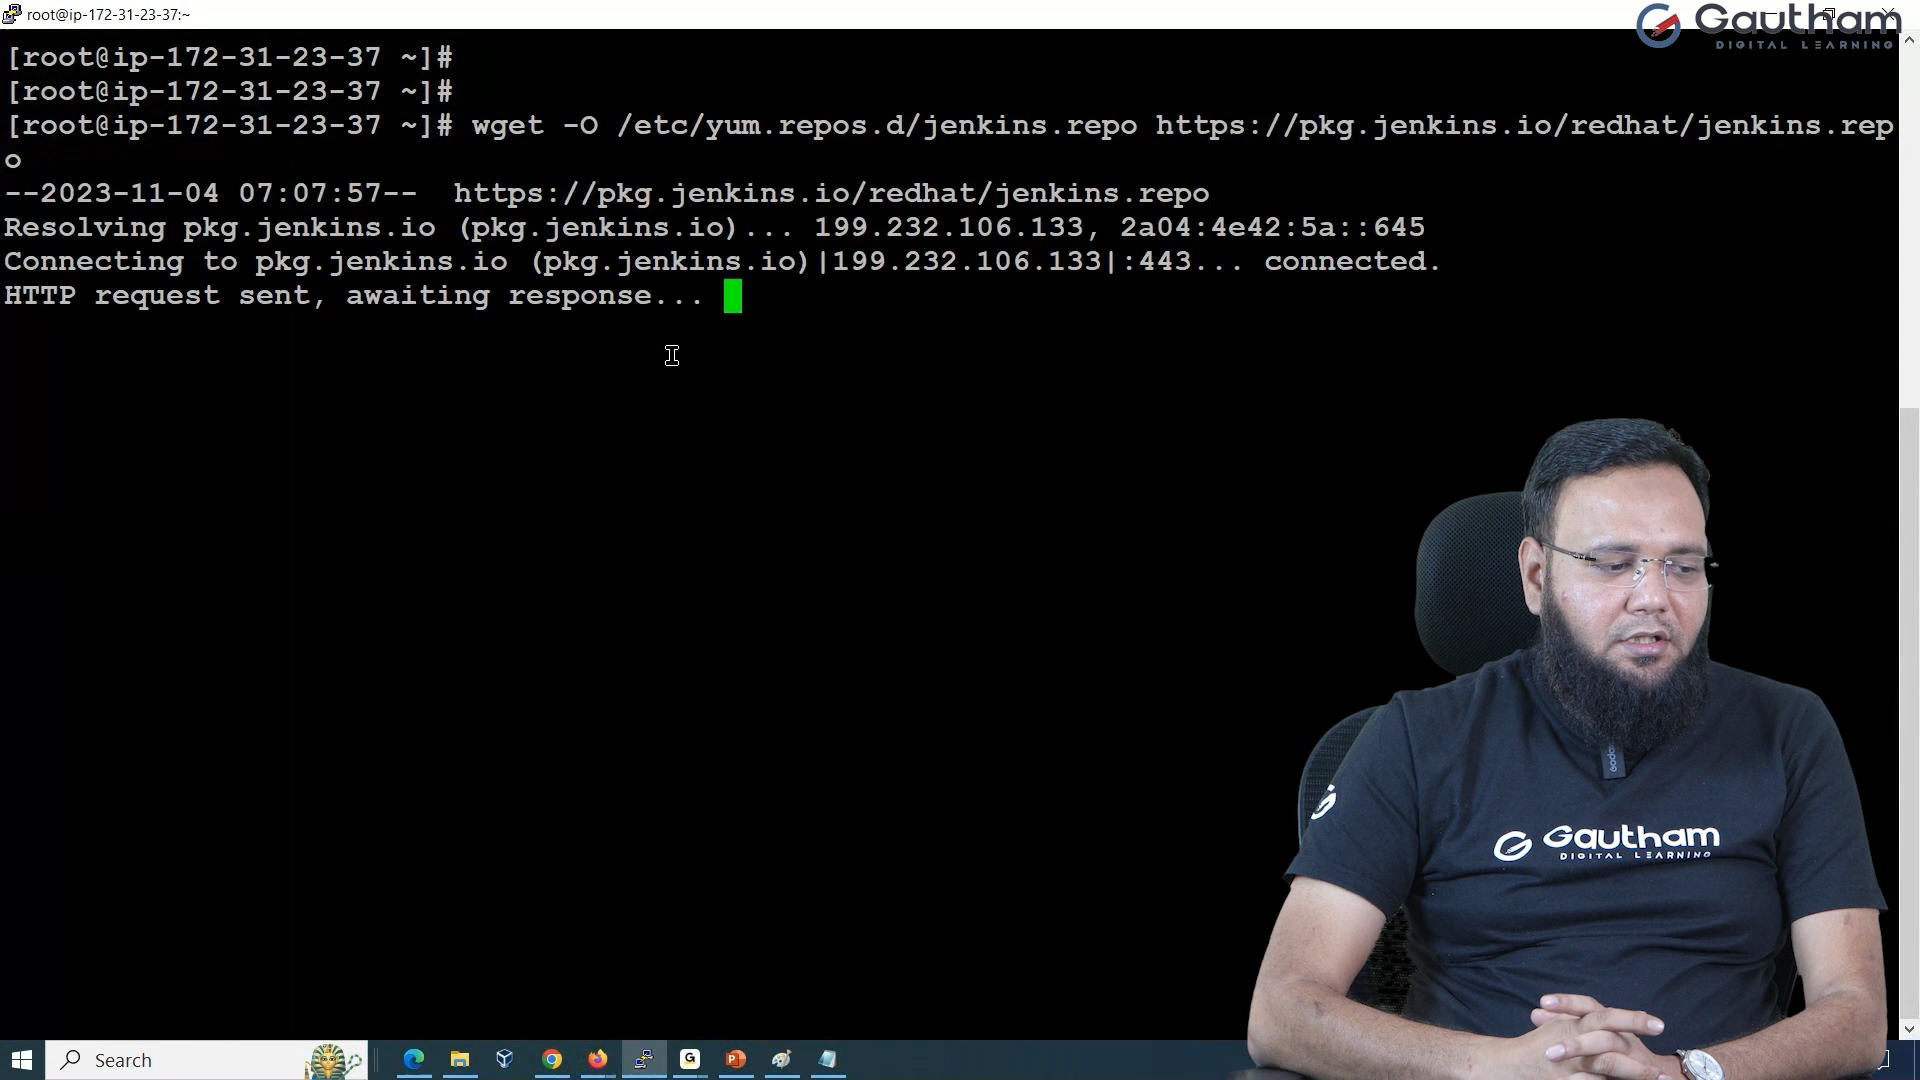 root@ip-172-31-23-37:~
Gautham
DIGITAL LEARNING
[root@ip-172-31-23-37 ~]#
[root@ip-172-31-23-37 ~]#
[root@ip-172-31-23-37 ~]# wget -O /etc/yum.repos.d/jenkins.repo https://pkg.jenkins.io/redhat/jenkins.rep
o
--2023-11-04 07:07:57--  https://pkg.jenkins.io/redhat/jenkins.repo
Resolving pkg.jenkins.io (pkg.jenkins.io)... 199.232.106.133, 2a04:4e42:5a::645
Connecting to pkg.jenkins.io (pkg.jenkins.io)|199.232.106.133|:443... connected.
HTTP request sent, awaiting response...
Gautham
DIGITAL LEARNING
Search